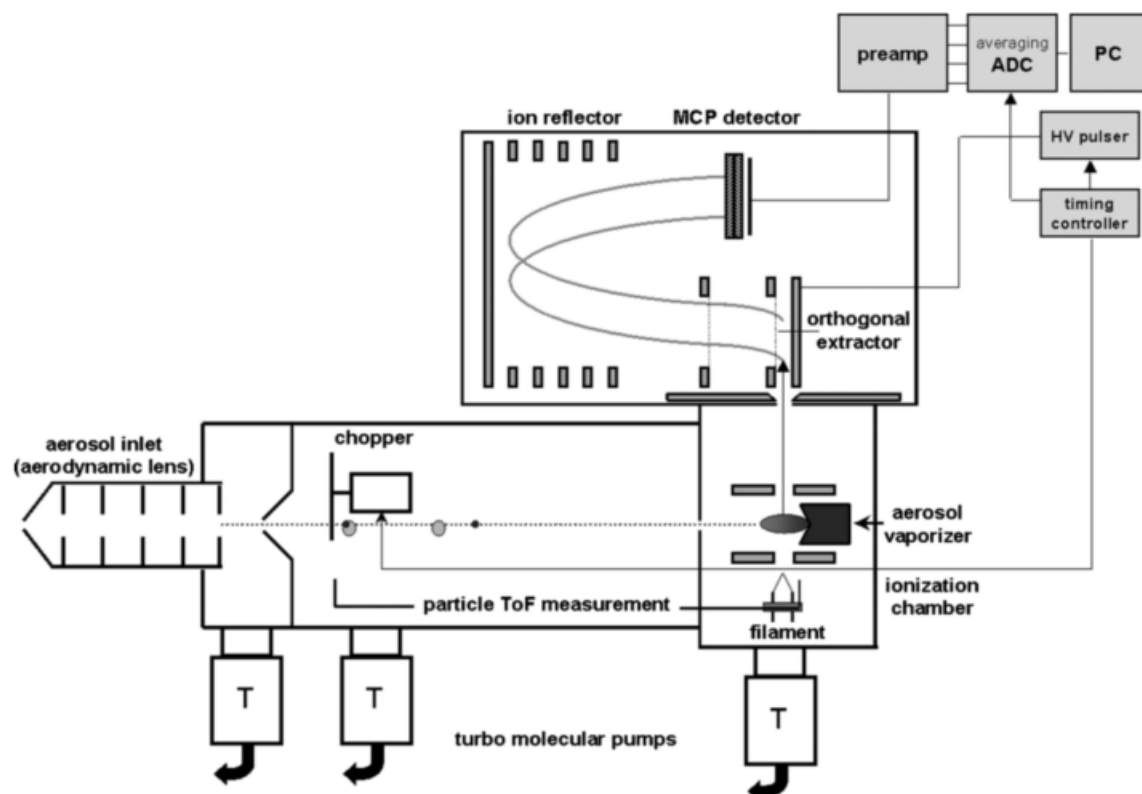 preamp
averaging
ADC
PC
ion reflector
MCP detector
HV pulser
timing
controller
orthogonal
extractor
aerosol inlet
(aerodynamic lens)
chopper
aerosol
vaporizer
ionization
chamber
particle ToF measurement
filament
T
T
T
turbo molecular pumps